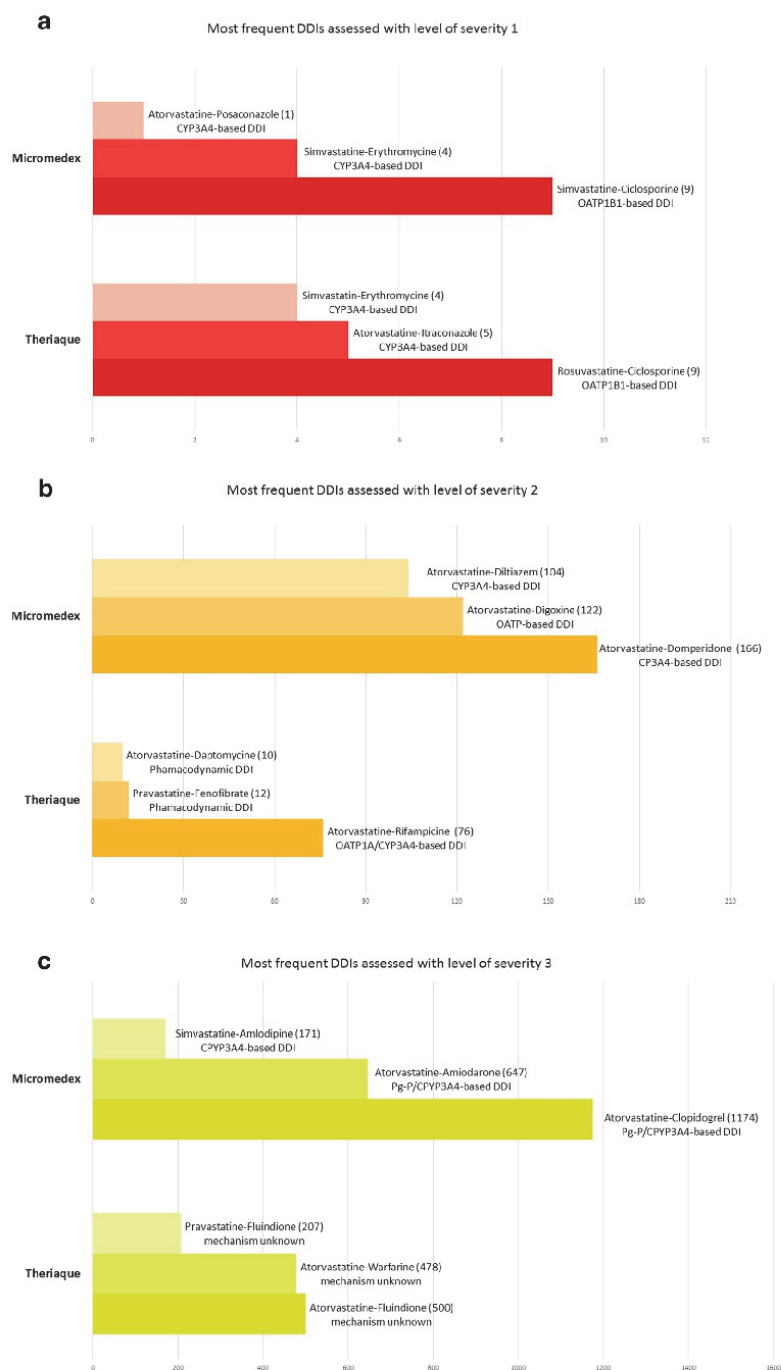 a
Most frequent DDIs assessed with level of severity 1
Atorvastatine-Posaconazole (1)
CYP3A4-based DDI
Micromedex
Simvastatine-Erythromycine (4)
CYP3A4-based DDI
Simvastatine-Ciclosporine (9)
OATP1B1-based DDI
Simvastatin-Erythromycine (4)
CYP3A4-based DDI
Theriaque
Atorvastatine-Itraconazole (5)
CYP3A4-based DDI
Rosuvastatine-Ciclosporine (9)
OATP1B1-based DDI
0 2 4 6 8 10 11
b
Most frequent DDIs assessed with level of severity 2
Atorvastatine-Diltiazem (104)
CYP3A4-based DDI
Micromedex
Atorvastatine-Digoxine (122)
OATP-based DDI
Atorvastatine-Domperidone (166)
CP3A4-based DDI
Atorvastatine-Daptomycine (10)
Phamacodynamic DDI
Theriaque
Pravastatine-Fenofibrate (12)
Phamacodynamic DDI
Atorvastatine-Rifampicine (76)
OATP1A/CYP3A4-based DDI
0 30 60 90 120 150 180 210
c
Most frequent DDIs assessed with level of severity 3
Simvastatine-Amlodipine (171)
CPYP3A4-based DDI
Micromedex
Atorvastatine-Amiodarone (647)
Pg-P/CPYP3A4-based DDI
Atorvastatine-Clopidogrel (1174)
Pg-P/CPYP3A4-based DDI
Pravastatine-Fluindione (207)
mechanism unknown
Theriaque
Atorvastatine-Warfarine (478)
mechanism unknown
Atorvastatine-Fluindione (500)
mechanism unknown
0 200 400 600 800 1000 1200 1400 1600